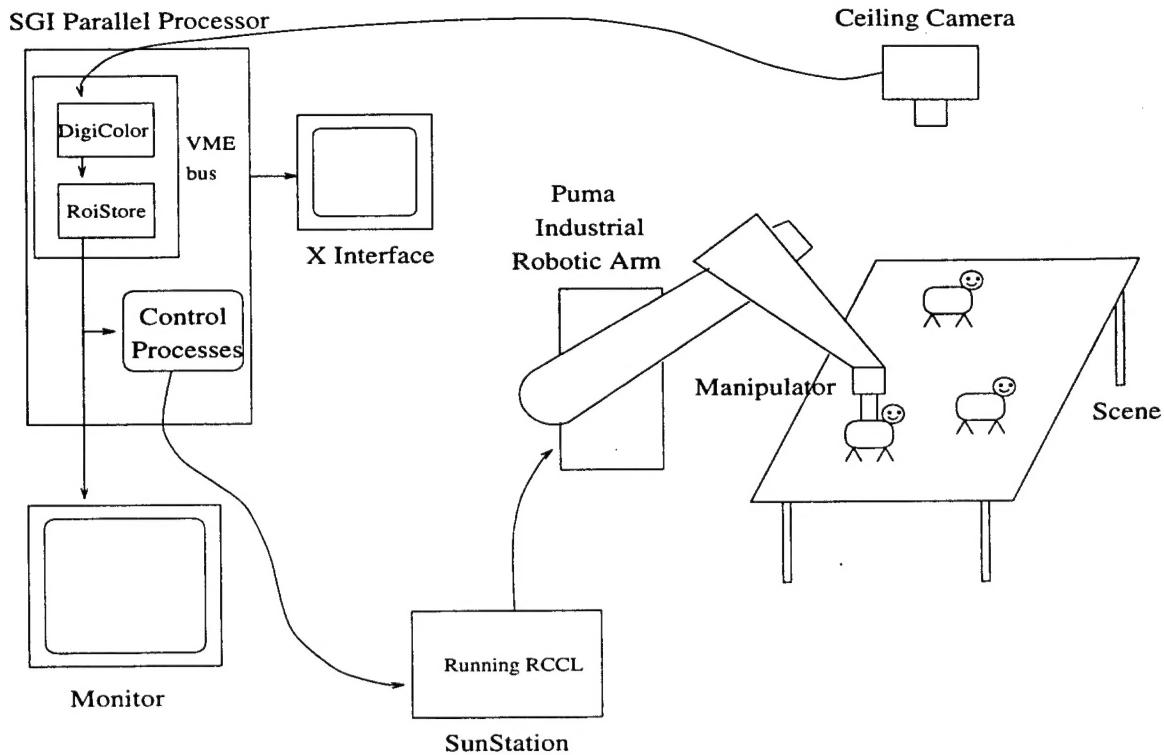 SGI Parallel Processor
Ceiling Camera
DigiColor
VME
bus
RoiStore
X Interface
Puma
Industrial
Robotic Arm
Control
Processes
Manipulator
Scene
Running RCCL
Monitor
SunStation